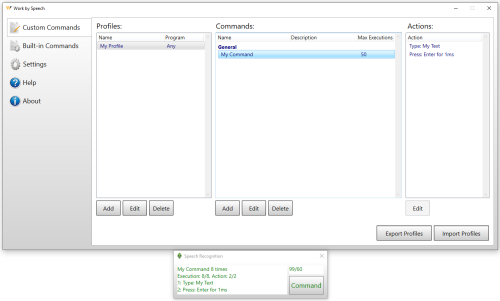 Work by Speech
Custom Commands
Built-in Commands
Settings
Help
About
Profiles:
Name Program
My Profile Any
Add Edit Delete
Commands:
Name Description Max Executions
General
My Command 50
Add Edit Delete
Actions:
Action
Type: My Text
Press: Enter for 1ms
Edit
Export Profiles Import Profiles
Speech Recognition
My Command 8 times 99/60
Execution: 8/8, Action: 2/2
1: Type: My Text
2: Press: Enter for 1ms
Command